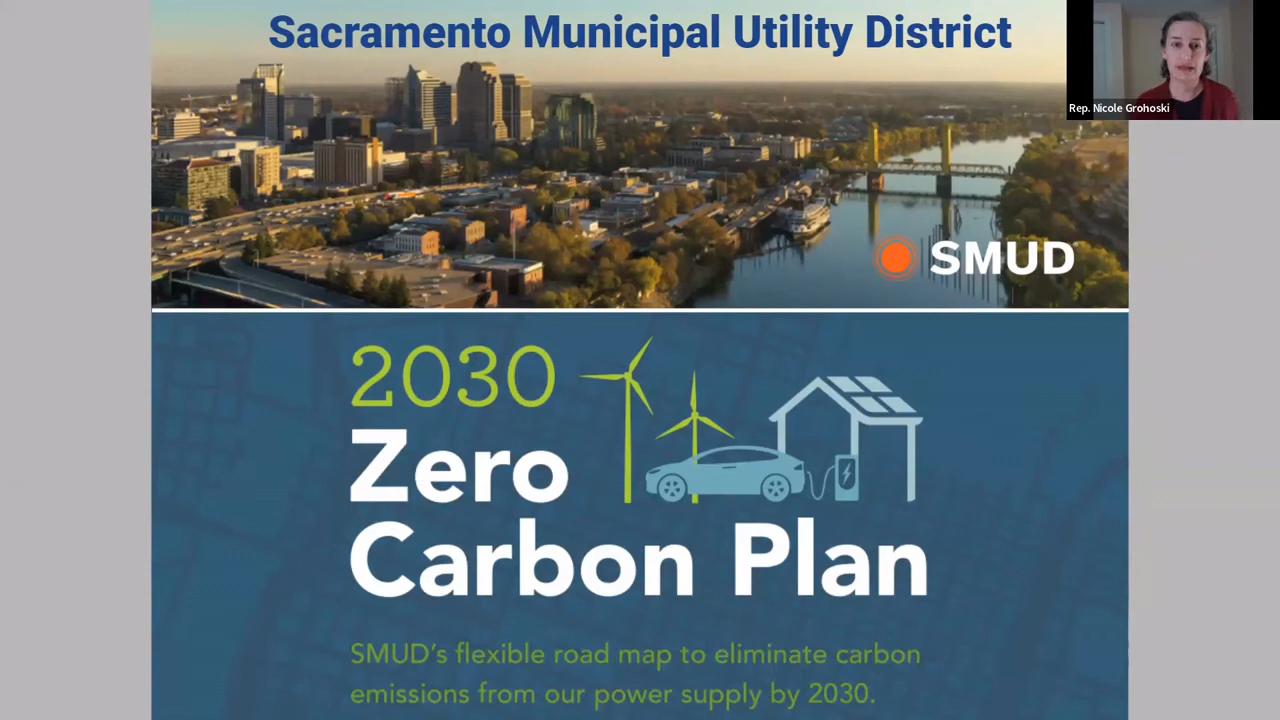 Sacramento Municipal Utility District
Rep. Nicole Grohoski
SMUD
2030
Zero
Carbon Plan
SMUD's flexible road map to eliminate carbon
emissions from our power supply by 2030.